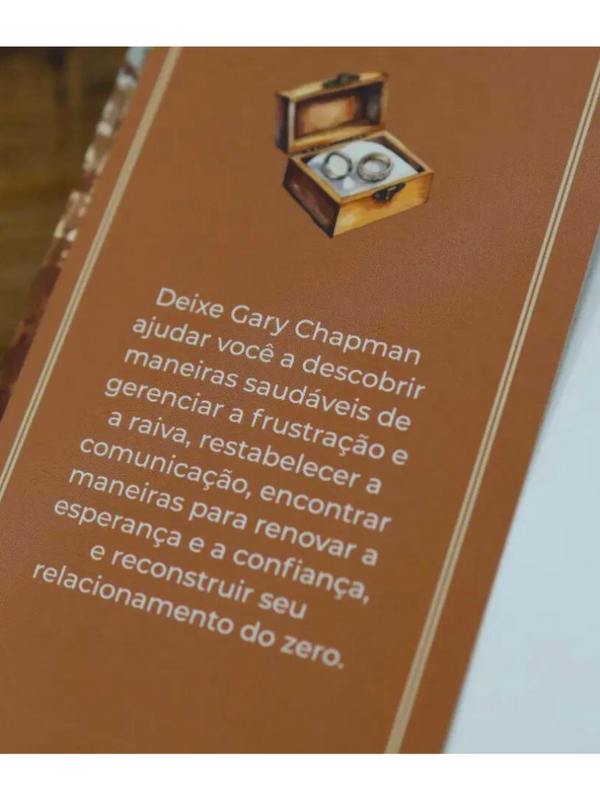 Deixe Gary Chapman
ajudar você a descobrir
maneiras saudáveis de
gerenciar a frustração e
a raiva, restabelecer a
comunicação, encontrar
maneiras para renovar a
esperança e a confiança,
e reconstruir seu
relacionamento do zero.